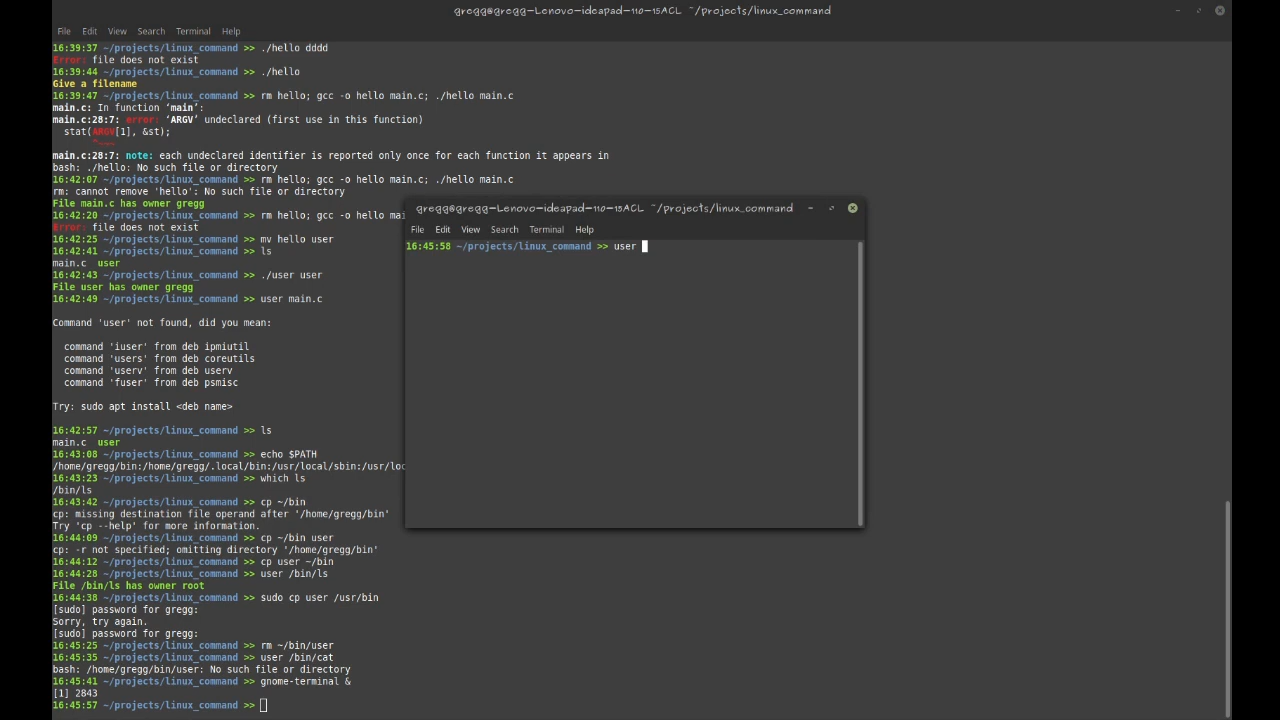 gregg@gregg-Lenovo-ideapad-110-15ACL ~/projects/linux_command
File Edit View Search Terminal Help
16:39:37 ~/projects/linux_command >> ./hello dddd
Error: file does not exist
16:39:44 ~/projects/linux_command >> ./hello
Give a filename
16:39:47 ~/projects/linux_command >> rm hello; gcc -o hello main.c; ./hello main.c
main.c: In function ‘main’:
main.c:28:7: error: ‘ARGV’ undeclared (first use in this function)
stat(ARGV[1], &st);
^~~~
main.c:28:7: note: each undeclared identifier is reported only once for each function it appears in
bash: ./hello: No such file or directory
16:42:07 ~/projects/linux_command >> rm hello; gcc -o hello main.c; ./hello main.c
rm: cannot remove 'hello': No such file or directory
File main.c has owner gregg
16:42:20 ~/projects/linux_command >> rm hello; gcc -o hello mai
Error: file does not exist
16:42:25 ~/projects/linux_command >> mv hello user
16:42:41 ~/projects/linux_command >> ls
main.c user
16:42:43 ~/projects/linux_command >> ./user user
File user has owner gregg
16:42:49 ~/projects/linux_command >> user main.c
Command 'user' not found, did you mean:
command 'iuser' from deb ipmiutil
command 'users' from deb coreutils
command 'userv' from deb userv
command 'fuser' from deb psmisc
Try: sudo apt install <deb name>
16:42:57 ~/projects/linux_command >> ls
main.c user
16:43:08 ~/projects/linux_command >> echo $PATH
/home/gregg/bin:/home/gregg/.local/bin:/usr/local/sbin:/usr/loc
16:43:23 ~/projects/linux_command >> which ls
/bin/ls
16:43:42 ~/projects/linux_command >> cp ~/bin
cp: missing destination file operand after '/home/gregg/bin'
Try 'cp --help' for more information.
16:44:09 ~/projects/linux_command >> cp ~/bin user
cp: -r not specified; omitting directory '/home/gregg/bin'
16:44:12 ~/projects/linux_command >> cp user ~/bin
16:44:28 ~/projects/linux_command >> user /bin/ls
File /bin/ls has owner root
16:44:38 ~/projects/linux_command >> sudo cp user /usr/bin
[sudo] password for gregg:
Sorry, try again.
[sudo] password for gregg:
16:45:25 ~/projects/linux_command >> rm ~/bin/user
16:45:35 ~/projects/linux_command >> user /bin/cat
bash: /home/gregg/bin/user: No such file or directory
16:45:41 ~/projects/linux_command >> gnome-terminal &
[1] 2843
16:45:57 ~/projects/linux_command >>
gregg@gregg-Lenovo-ideapad-110-15ACL ~/projects/linux_command
File Edit View Search Terminal Help
16:45:58 ~/projects/linux_command >> user